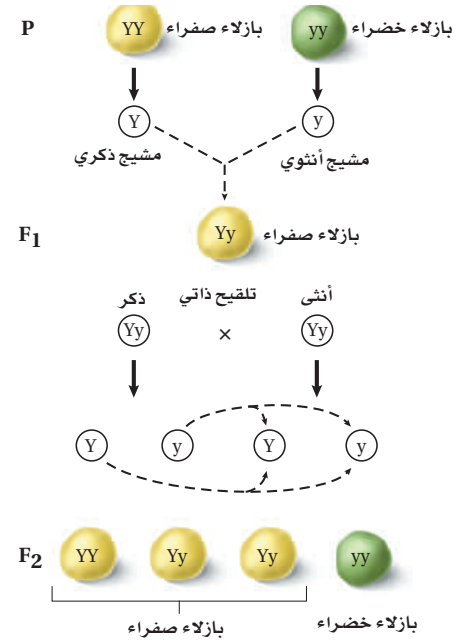 P
بازلاء صفراء YY
بازلاء خضراء yy
Y y
مشيج ذكري
مشيج أنثوي
F1
بازلاء صفراء Yy
ذكر تلقيح ذاتي أنثى
Yy × Yy
Y y Y y
F2
YY Yy Yy yy
بازلاء صفراء
بازلاء خضراء